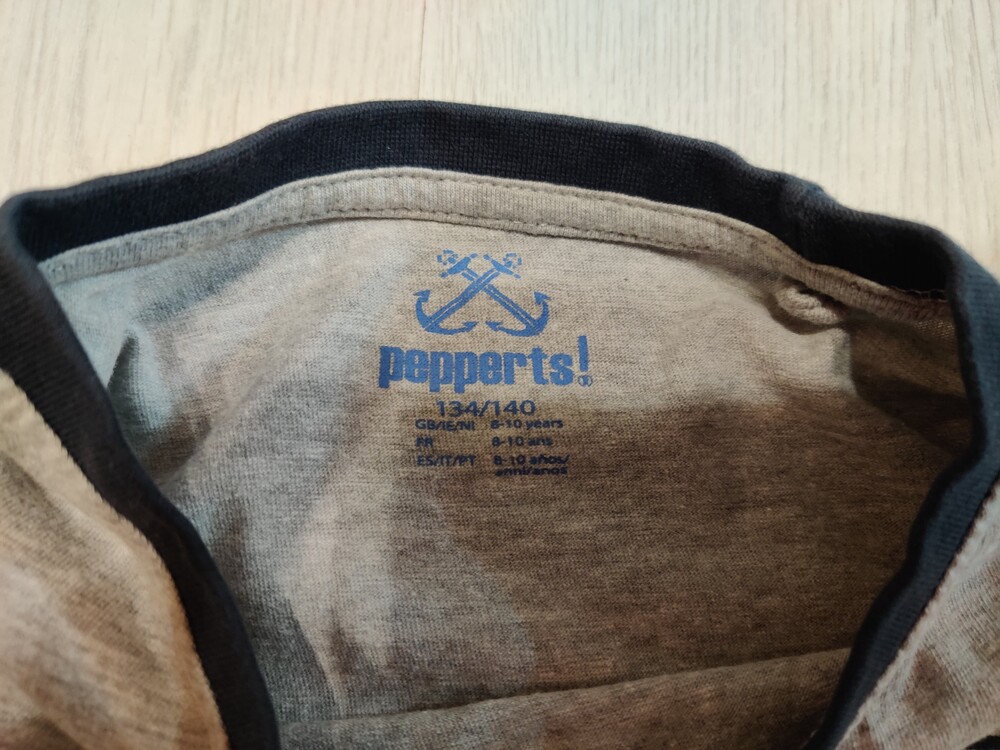 pepperts!®
134/140
GB/IE/NI 8-10 years
FR 8-10 ans
ES/IT/PT 8-10 años/
anni/anos